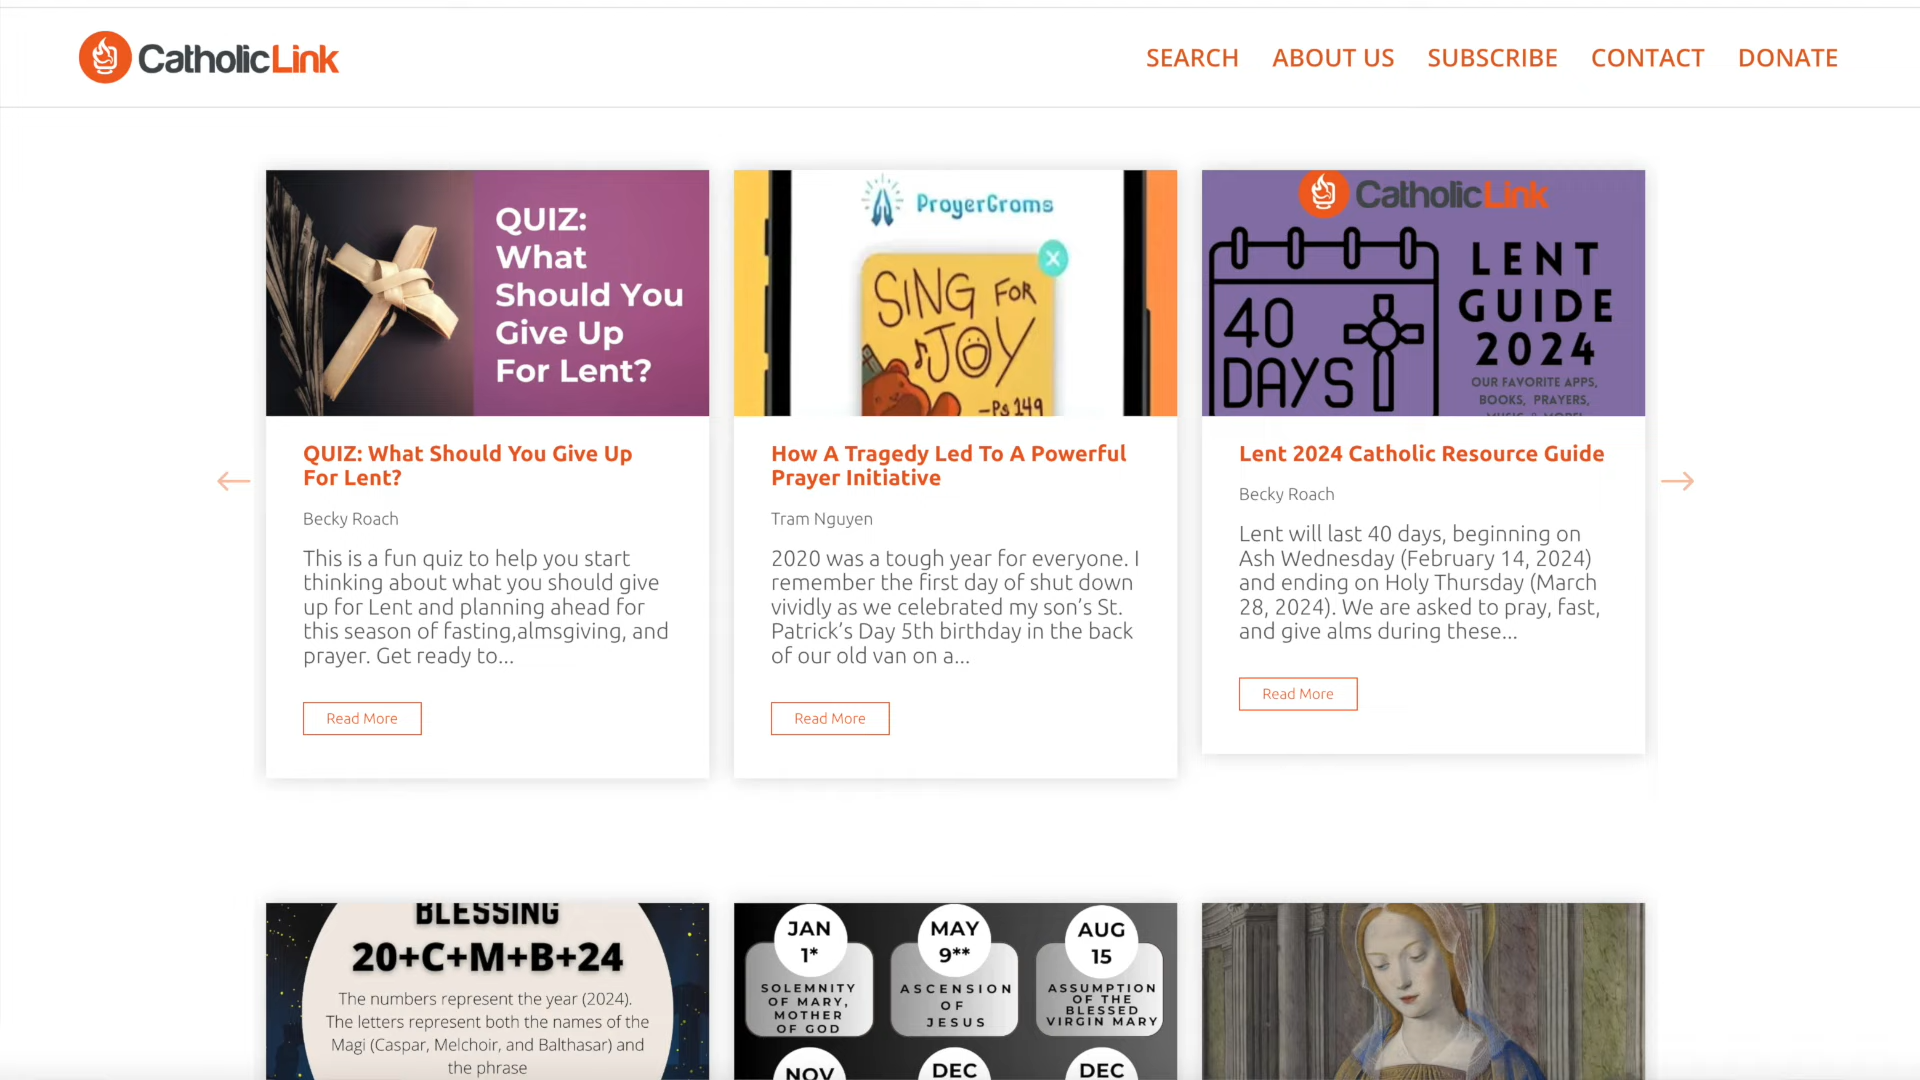 CatholicLink
SEARCH
ABOUT US
SUBSCRIBE
CONTACT
DONATE
QUIZ:
What
Should You
Give Up
For Lent?
QUIZ: What Should You Give Up
For Lent?
Becky Roach
This is a fun quiz to help you start
thinking about what you should give
up for Lent and planning ahead for
this season of fasting,almsgiving, and
prayer. Get ready to...
Read More
PrayerGrams
SING FOR
JOY
-Ps 149
How A Tragedy Led To A Powerful
Prayer Initiative
Tram Nguyen
2020 was a tough year for everyone. I
remember the first day of shut down
vividly as we celebrated my son's St.
Patrick's Day 5th birthday in the back
of our old van on a...
Read More
CatholicLink
40
DAYS
LENT
GUIDE
2024
OUR FAVORITE APPS,
BOOKS, PRAYERS,
Lent 2024 Catholic Resource Guide
Becky Roach
Lent will last 40 days, beginning on
Ash Wednesday (February 14, 2024)
and ending on Holy Thursday (March
28, 2024). We are asked to pray, fast,
and give alms during these...
Read More
BLESSING
20+C+M+B+24
The numbers represent the year (2024).
The letters represent both the names of the
Magi (Caspar, Melchoir, and Balthasar) and
the phrase
JAN
1*
SOLEMNITY
OF MARY,
MOTHER
OF GOD
MAY
9**
ASCENSION
OF
JESUS
AUG
15
ASSUMPTION
OF THE
BLESSED
VIRGIN MARY
NOV
DEC
DEC